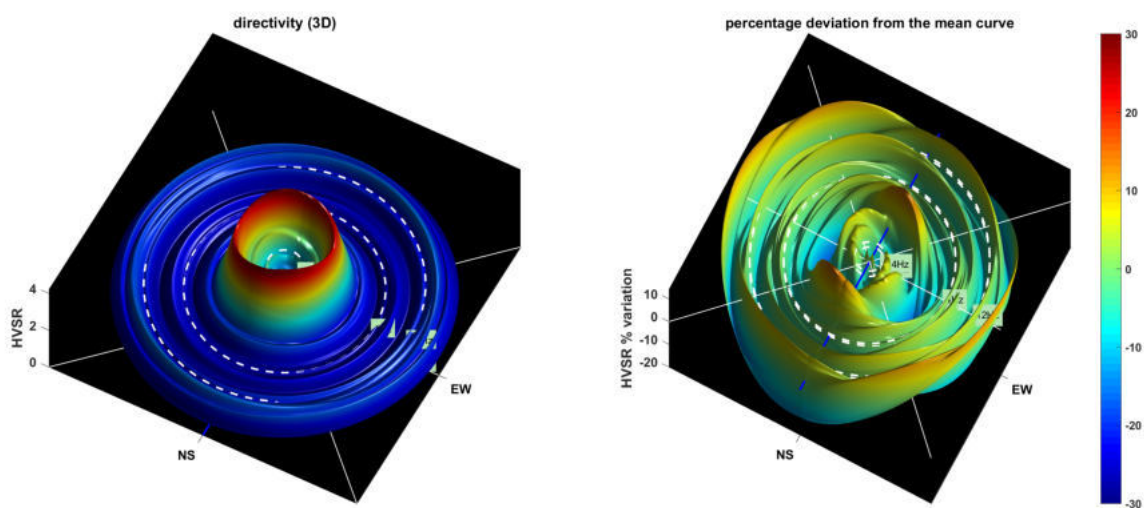 directivity (3D)
HVSR
4
2
0
NS
EW
percentage deviation from the mean curve
HVSR % variation
10
0
-10
-20
4Hz
NS
EW
30
20
10
0
-10
-20
-30